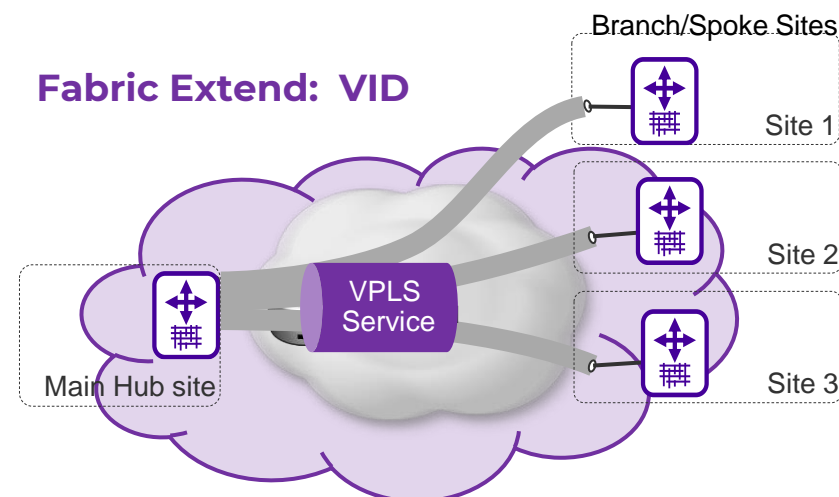 Branch/Spoke Sites
Fabric Extend: VID
Site 1
Site 2
VPLS
Service
Main Hub site
Site 3